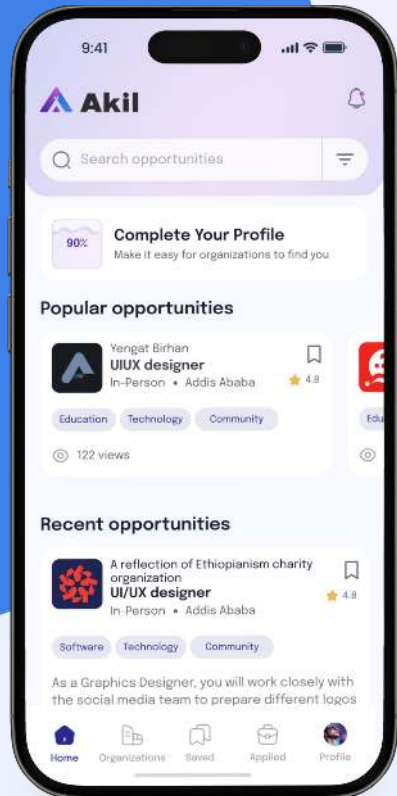 9:41
Akil
Search opportunities
90%
Complete Your Profile
Make it easy for organizations to find you
Popular opportunities
Yengat Birhan
UIUX designer
In-Person • Addis Ababa
4.8
Education
Technology
Community
Edu
122 views
Recent opportunities
A reflection of Ethiopianism charity
organization
UI/UX designer
In-Person • Addis Ababa
4.8
Software
Technology
Community
As a Graphics Designer, you will work closely with
the social media team to prepare different logos
Home
Organizations
Saved
Applied
Profile